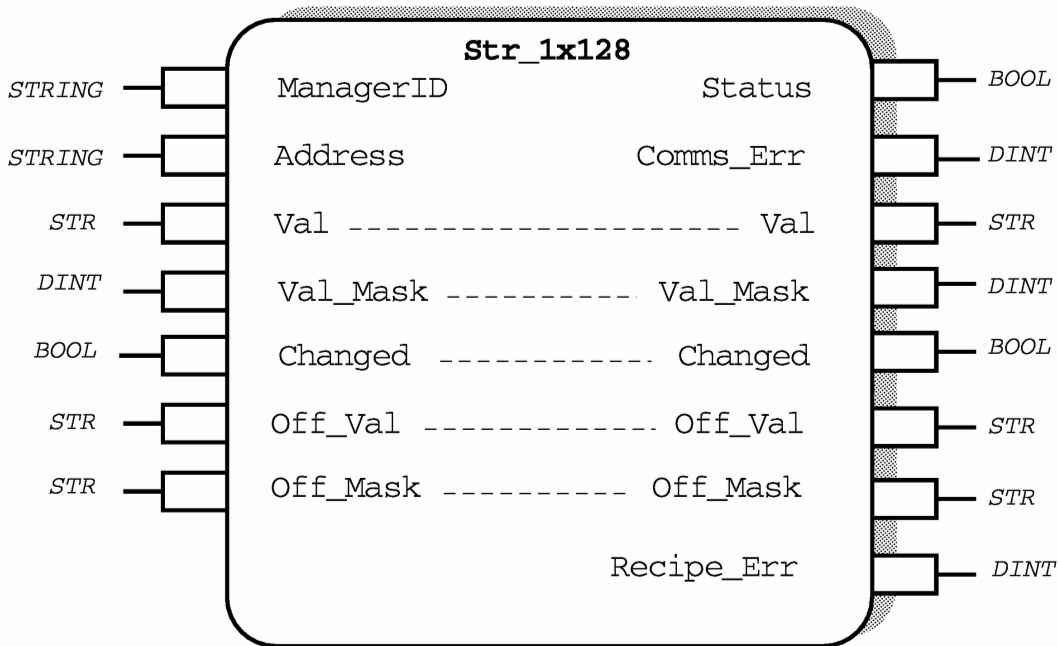 Str_1x128
STRING ManagerID Status BOOL
STRING Address Comms_Err DINT
STR Val Val STR
DINT Val_Mask Val_Mask DINT
BOOL Changed Changed BOOL
STR Off_Val Off_Val STR
STR Off_Mask Off_Mask STR
Recipe_Err DINT